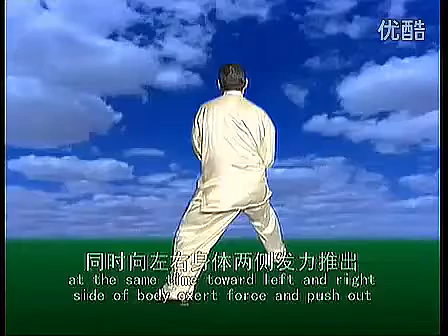 优酷
同时向左右身体两侧发力推出
at the same time toward left and right
siide of body exert force and push out